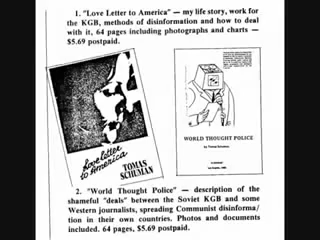 1. "Love Letter to America" — my life story, work for
the KGB, methods of disinformation and how to deal
with it, 64 pages including photographs and charts —
$5.69 postpaid.
Love letter
to America
TOMAS
SCHUMAN
WORLD THOUGHT POLICE
by Tomas Schuman
2. "World Thought Police" — description of the
shameful "deals" between the Soviet KGB and some
Western journalists, spreading Communist disinforma/
tion in their own countries. Photos and documents
included. 64 pages, $5.69 postpaid.